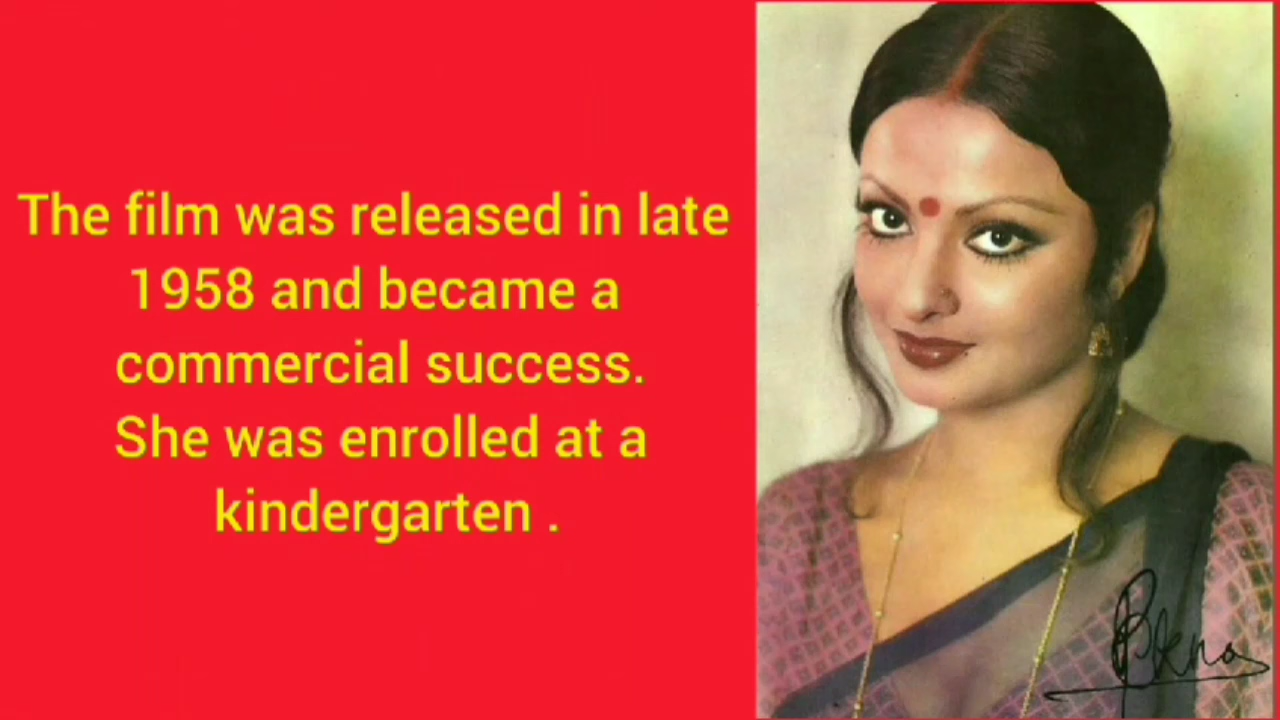 The film was released in late
1958 and became a
commercial success.
She was enrolled at a
kindergarten .